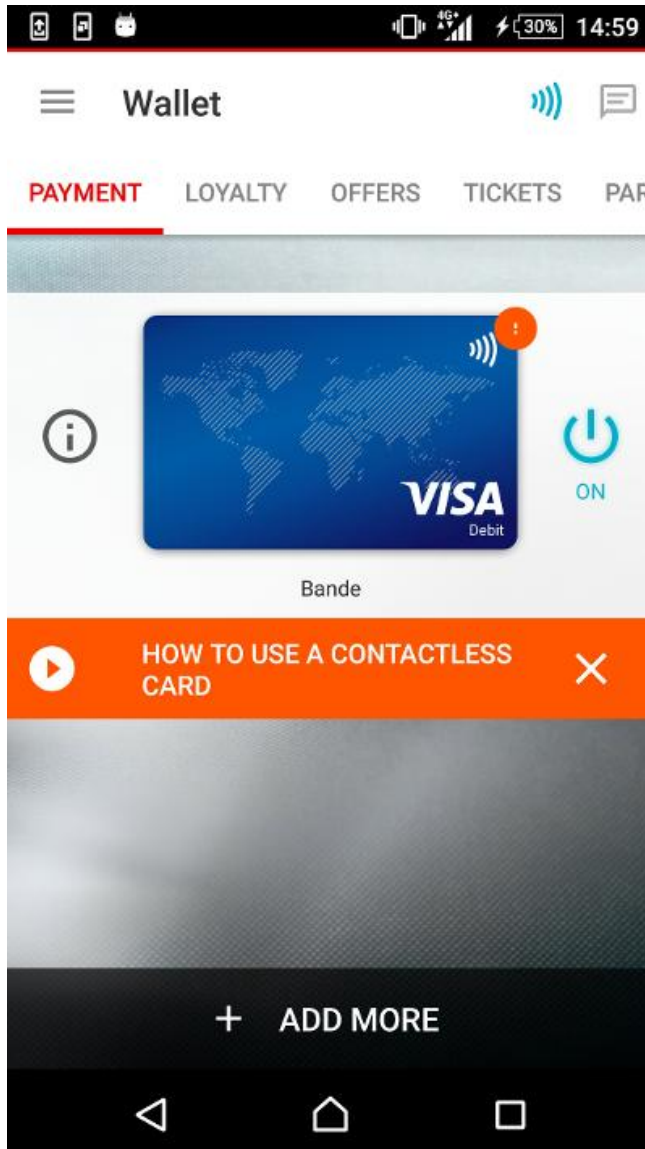 4G+ 30% 14:59
Wallet
PAYMENT LOYALTY OFFERS TICKETS PAR
VISA
Debit
ON
Bande
HOW TO USE A CONTACTLESS
CARD
+ ADD MORE